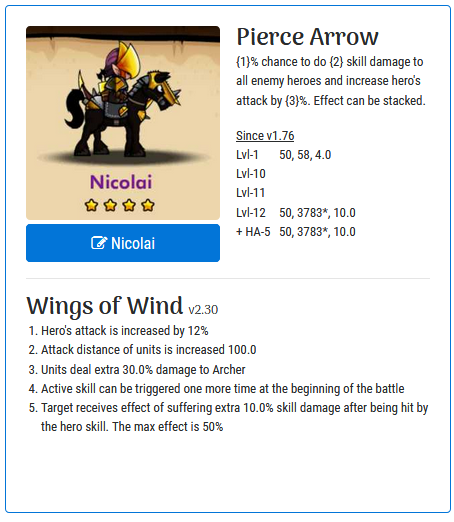 Pierce Arrow
{1}% chance to do {2} skill damage to
all enemy heroes and increase hero's
attack by {3}%. Effect can be stacked.
Since v1.76
Lvl-1 50, 58, 4.0
Lvl-10
Lvl-11
Lvl-12 50, 3783*, 10.0
+ HA-5 50, 3783*, 10.0
Nicolai
Nicolai
Wings of Wind v2.30
1. Hero's attack is increased by 12%
2. Attack distance of units is increased 100.0
3. Units deal extra 30.0% damage to Archer
4. Active skill can be triggered one more time at the beginning of the battle
5. Target receives effect of suffering extra 10.0% skill damage after being hit by
the hero skill. The max effect is 50%